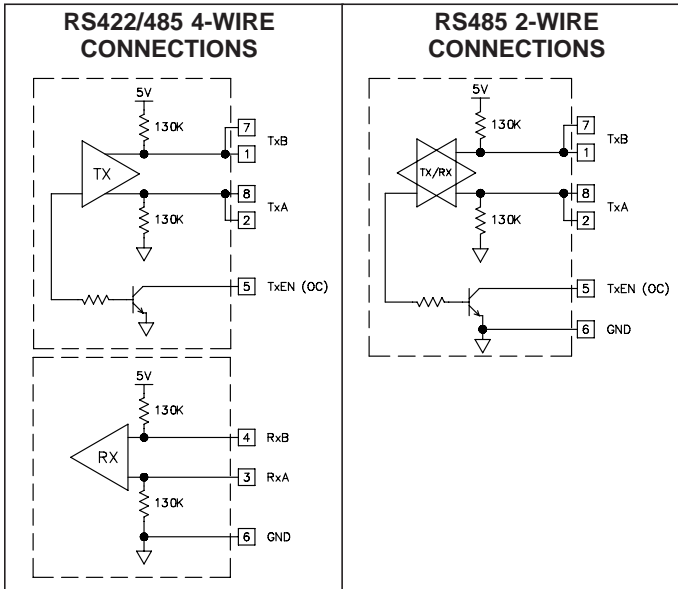 RS422/485 4-WIRE
CONNECTIONS
5V
130K
7
TxB
1
TX
8
TxA
2
130K
5 TxEN (OC)
5V
130K
4 RxB
RX
3 RxA
130K
6 GND
RS485 2-WIRE
CONNECTIONS
5V
130K
7
TxB
1
TX/RX
8
TxA
2
130K
5 TxEN (OC)
6 GND